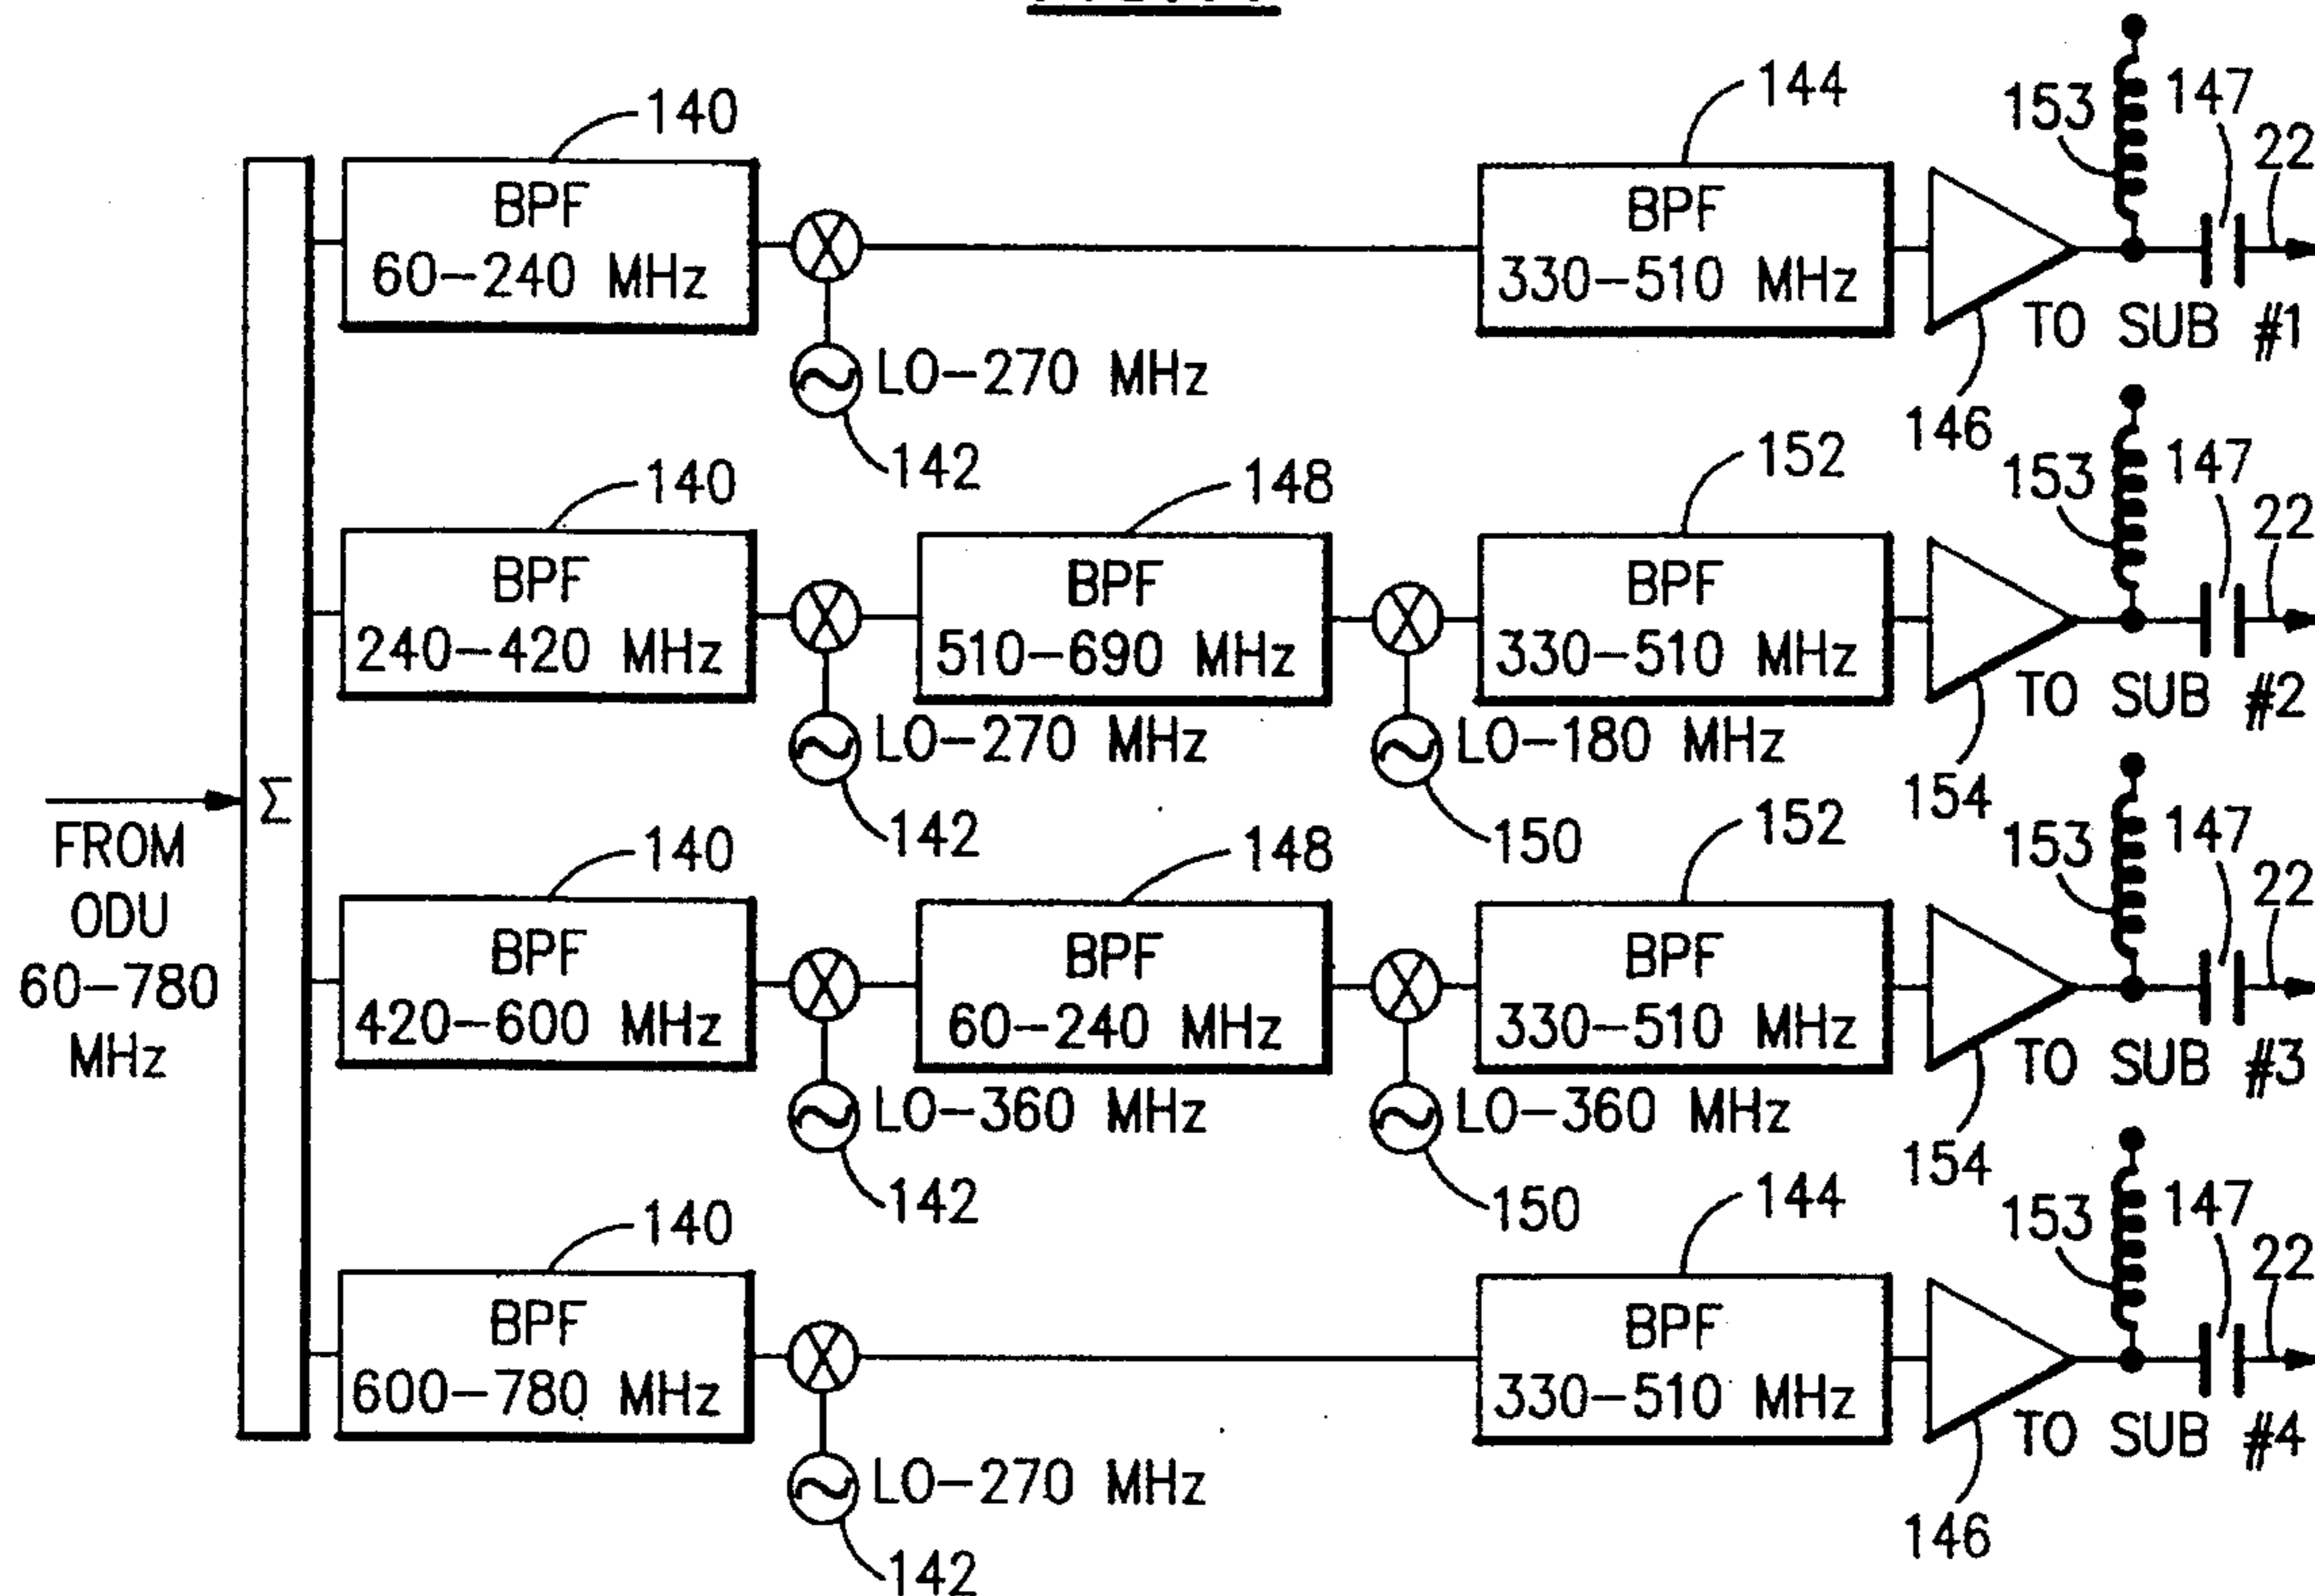 140
144
153
147
22
BPF
60-240 MHz
BPF
330-510 MHz
LO-270 MHz
TO SUB #1
142
146
140
148
152
153
147
22
BPF
240-420 MHz
BPF
510-690 MHz
BPF
330-510 MHz
LO-270 MHz
LO-180 MHz
TO SUB #2
142
150
154
Σ
FROM
ODU
60-780
MHz
140
148
152
153
147
22
BPF
420-600 MHz
BPF
60-240 MHz
BPF
330-510 MHz
LO-360 MHz
LO-360 MHz
TO SUB #3
142
150
154
140
144
153
147
22
BPF
600-780 MHz
BPF
330-510 MHz
LO-270 MHz
TO SUB #4
142
146